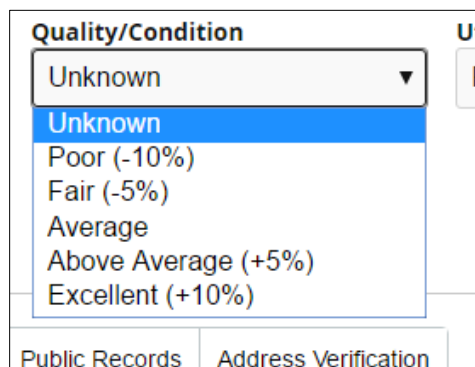 Quality/Condition
Unknown
Unknown
Poor (-10%)
Fair (-5%)
Average
Above Average (+5%)
Excellent (+10%)
Public Records
Address Verification